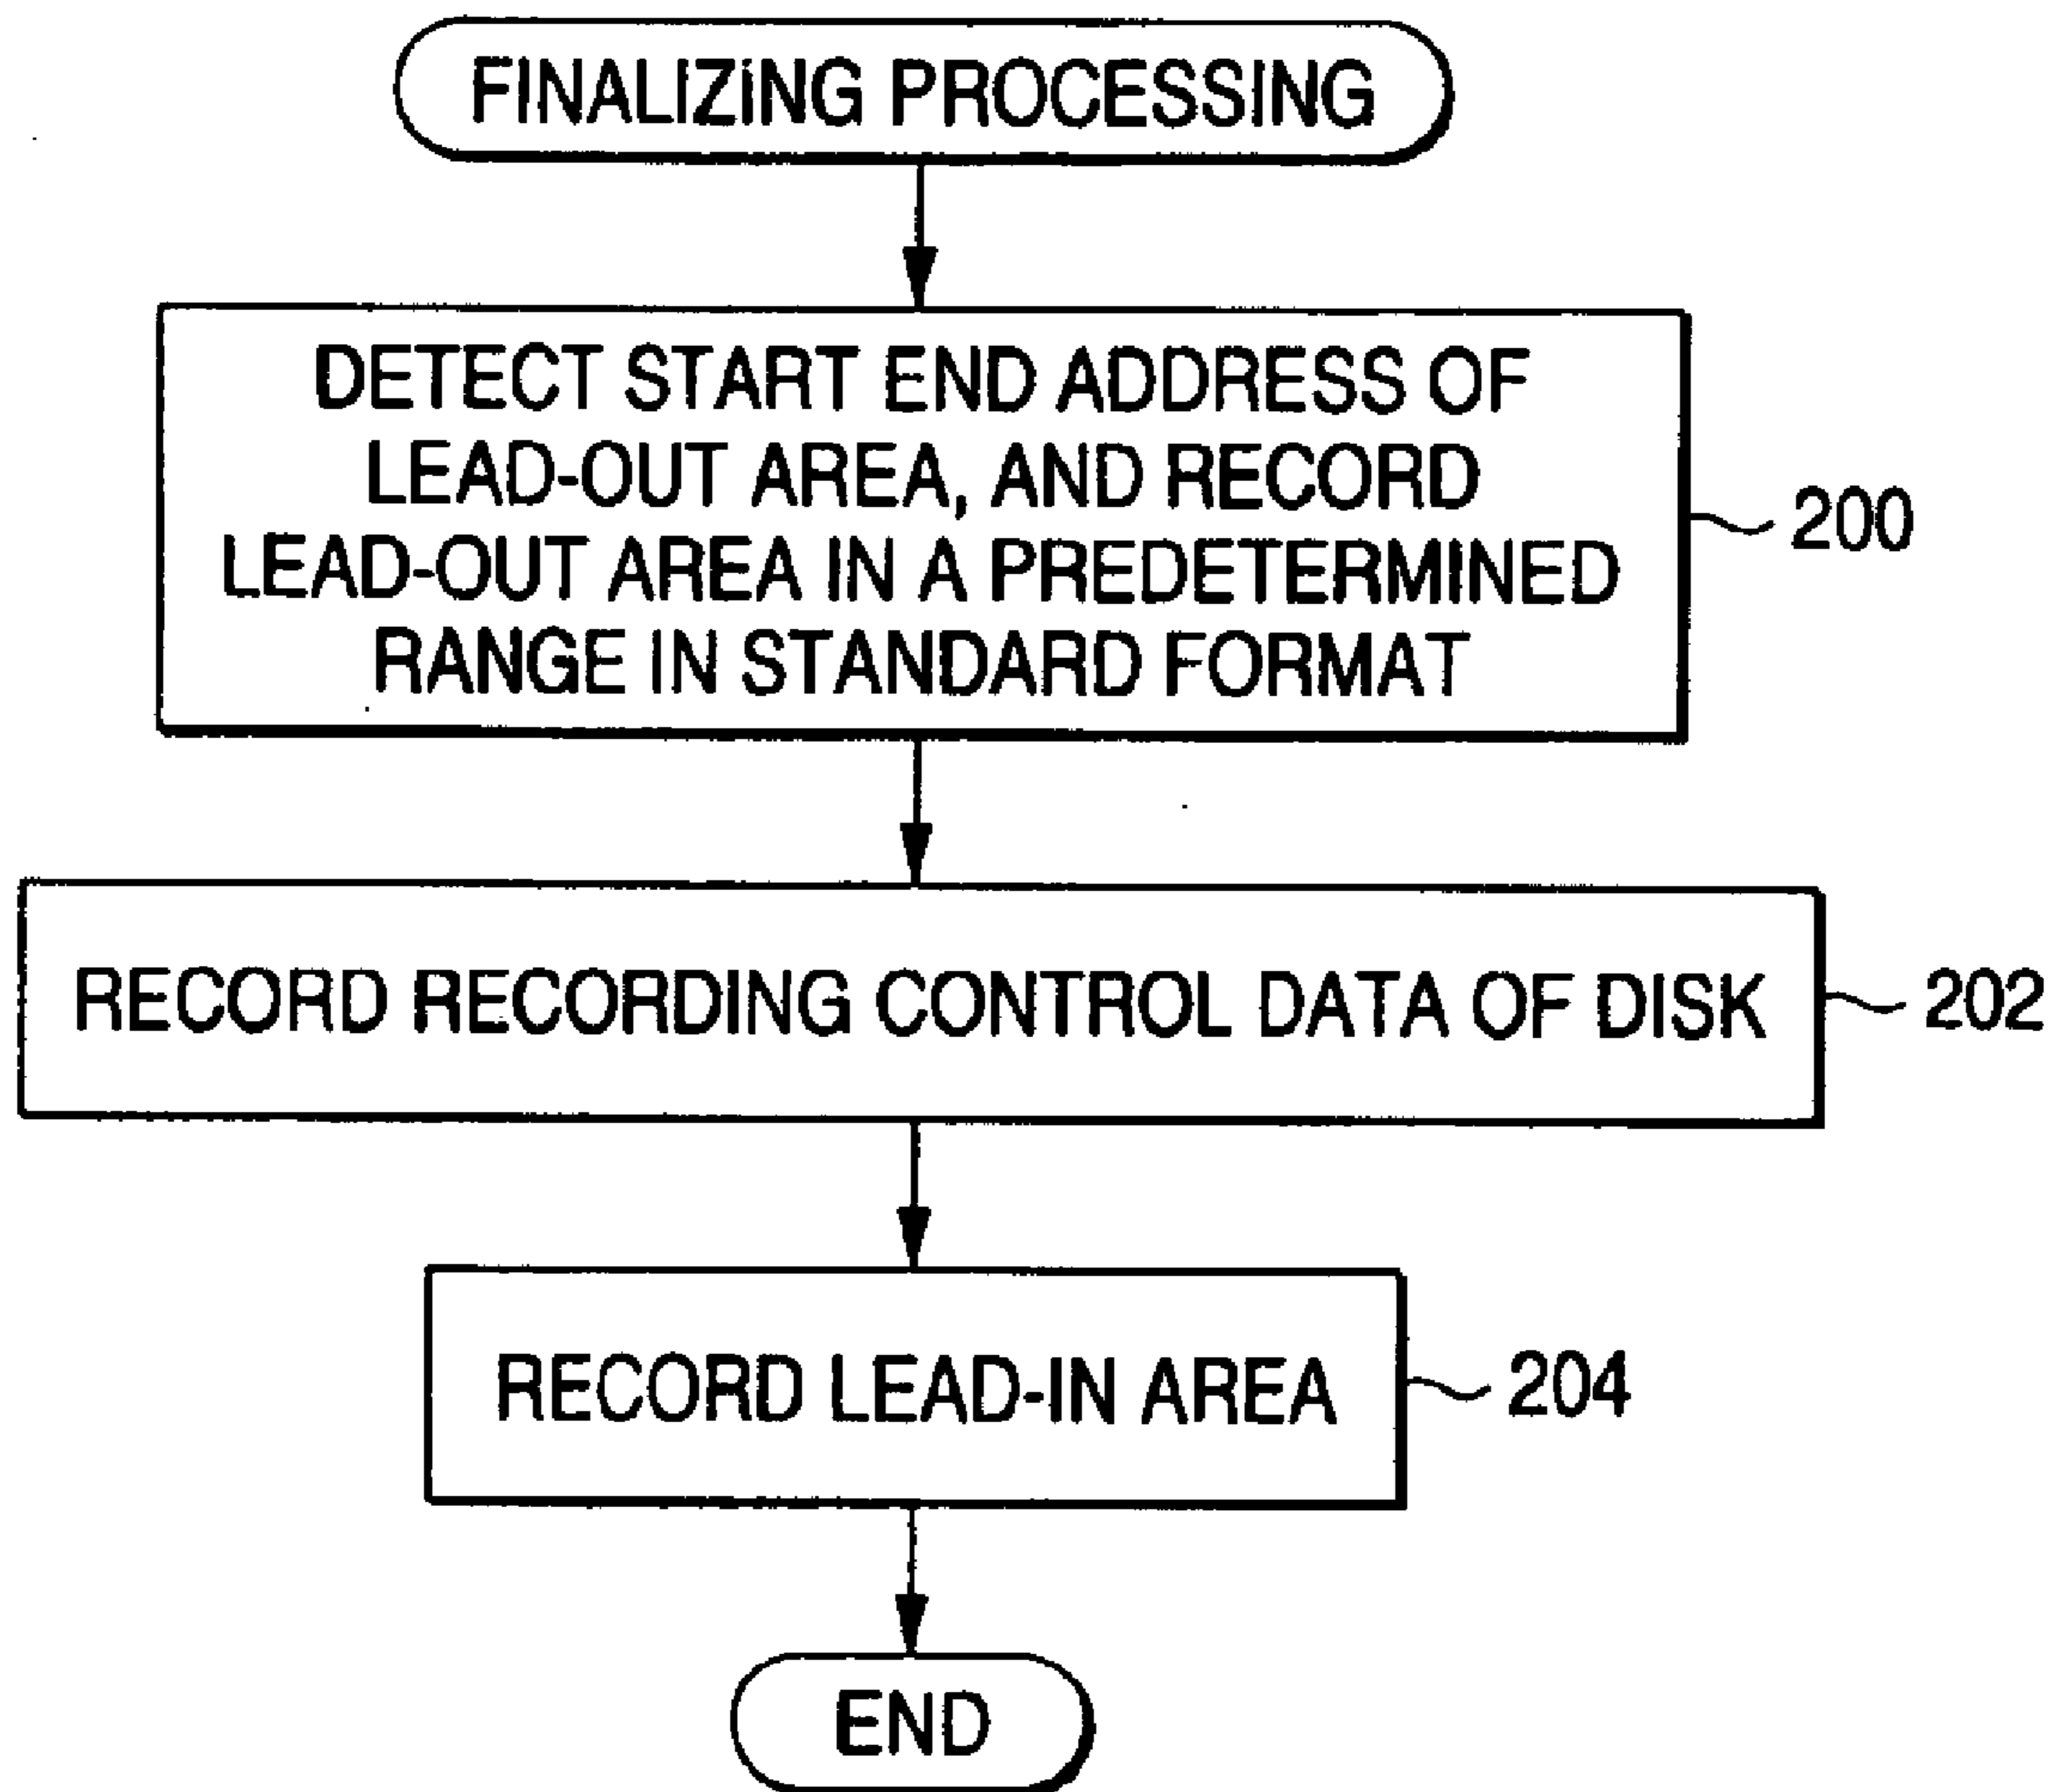 FINALIZING PROCESSING
DETECT START END ADDRESS OF
LEAD-OUT AREA, AND RECORD
LEAD-OUT AREA IN A PREDETERMINED
RANGE IN STANDARD FORMAT
200
RECORD RECORDING CONTROL DATA OF DISK
202
RECORD LEAD-IN AREA
204
END